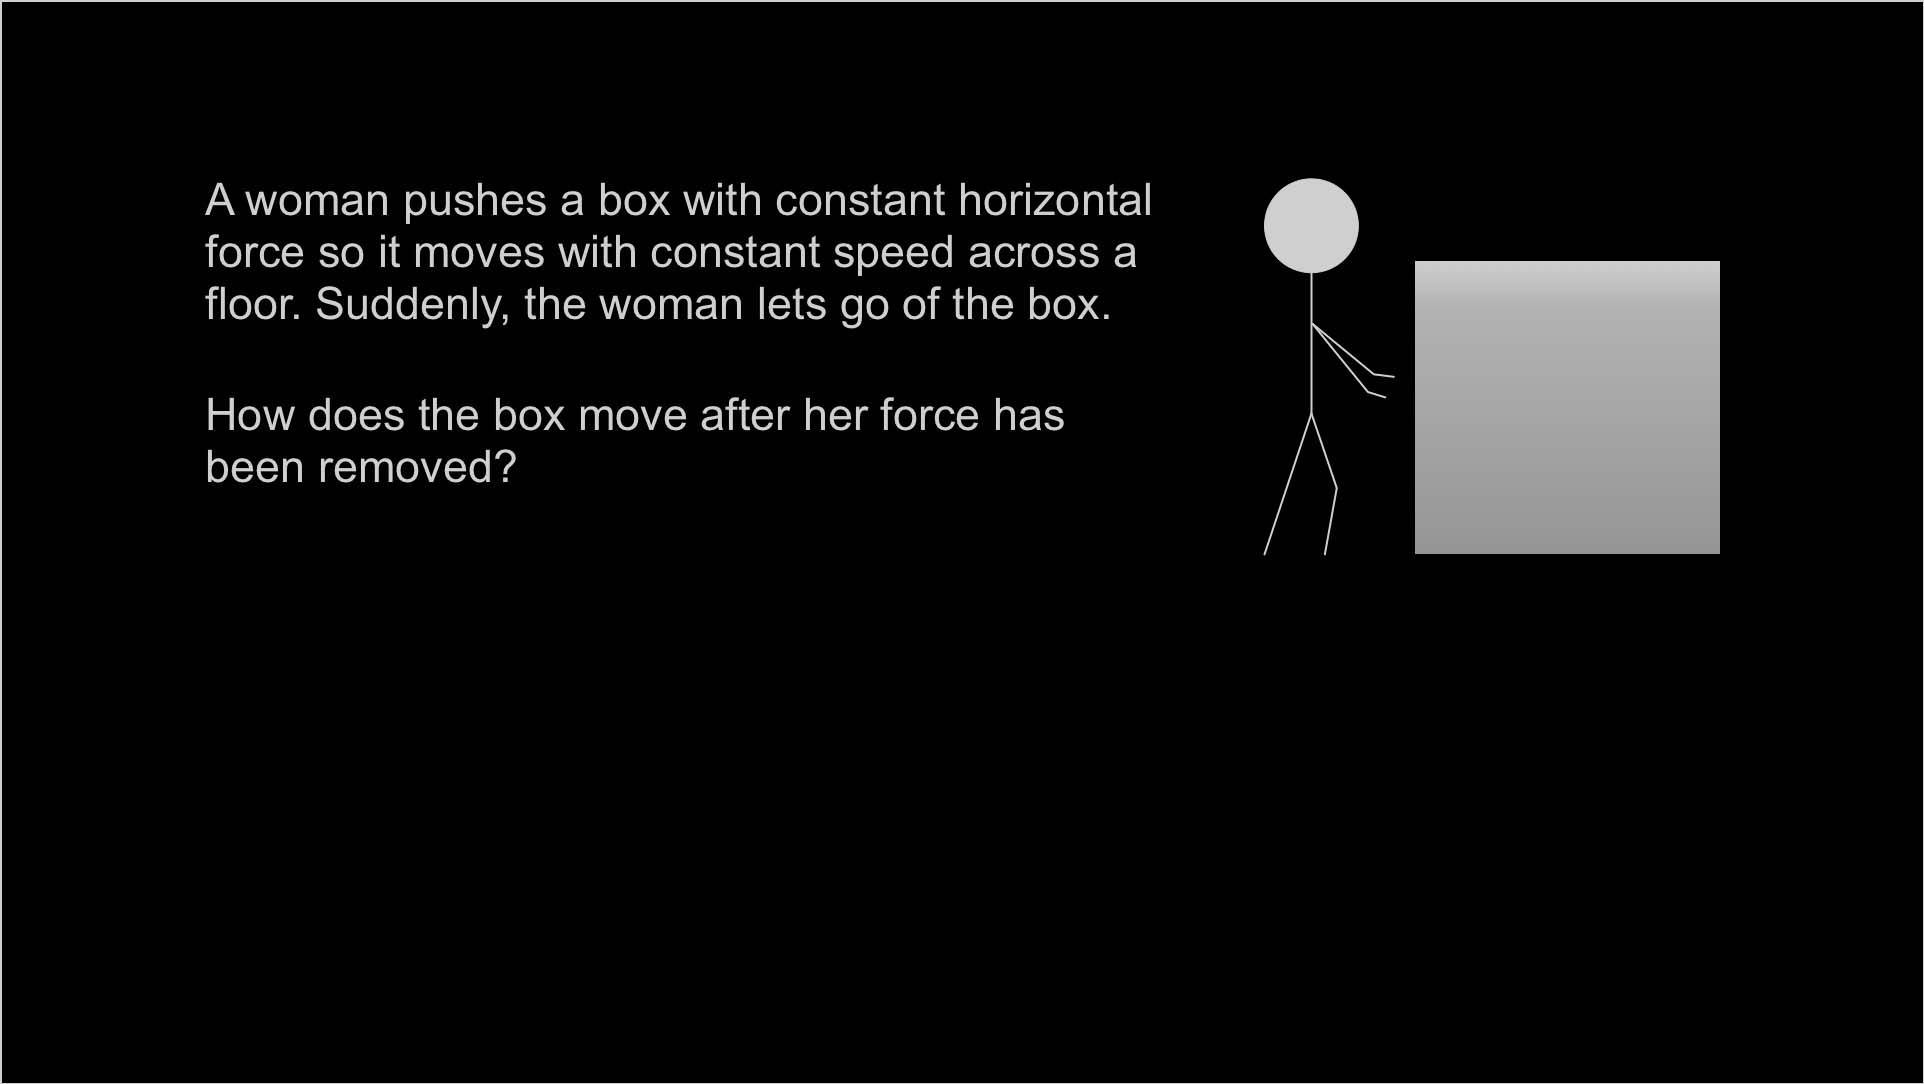 A woman pushes a box with constant horizontal
force so it moves with constant speed across a
floor. Suddenly, the woman lets go of the box.
How does the box move after her force has
been removed?